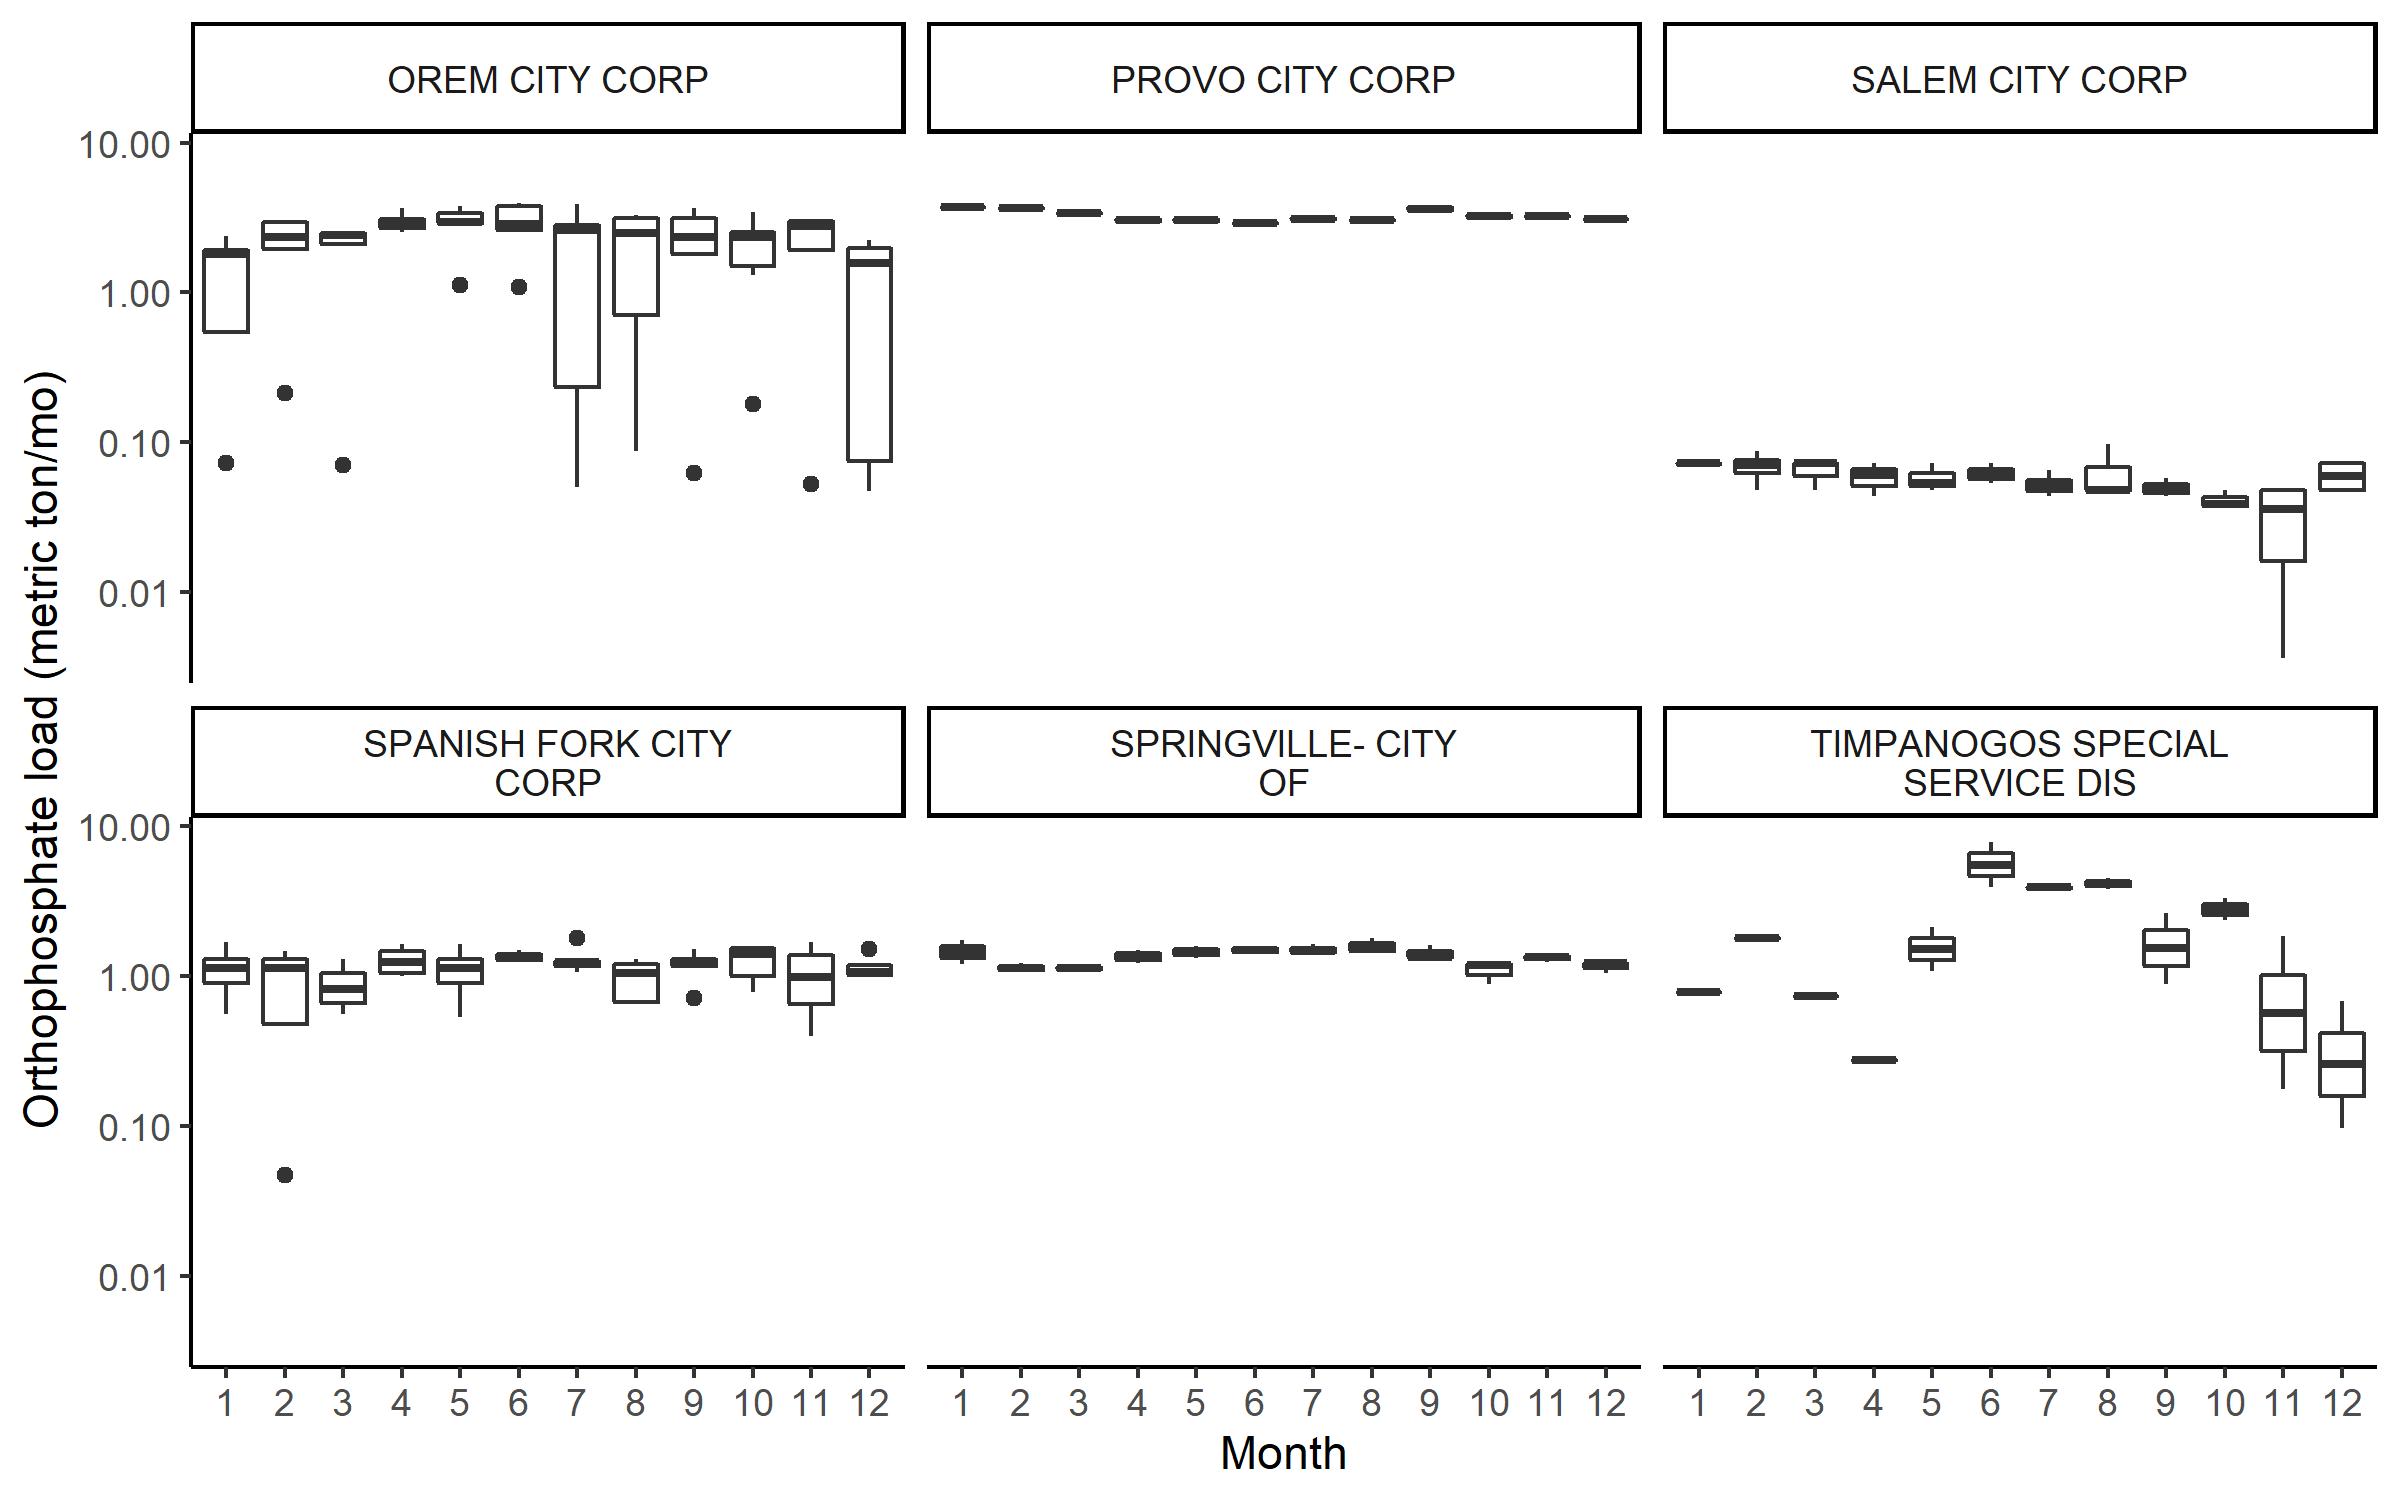 OREM CITY CORP
PROVO CITY CORP
SALEM CITY CORP
10.00
1.00
0.10
0.01
Orthophosphate load (metric ton/mo)
SPANISH FORK CITY
CORP
SPRINGVILLE- CITY
OF
TIMPANOGOS SPECIAL
SERVICE DIS
10.00
1.00
0.10
0.01
1 2 3 4 5 6 7 8 9 10 11 12
1 2 3 4 5 6 7 8 9 10 11 12
1 2 3 4 5 6 7 8 9 10 11 12
Month